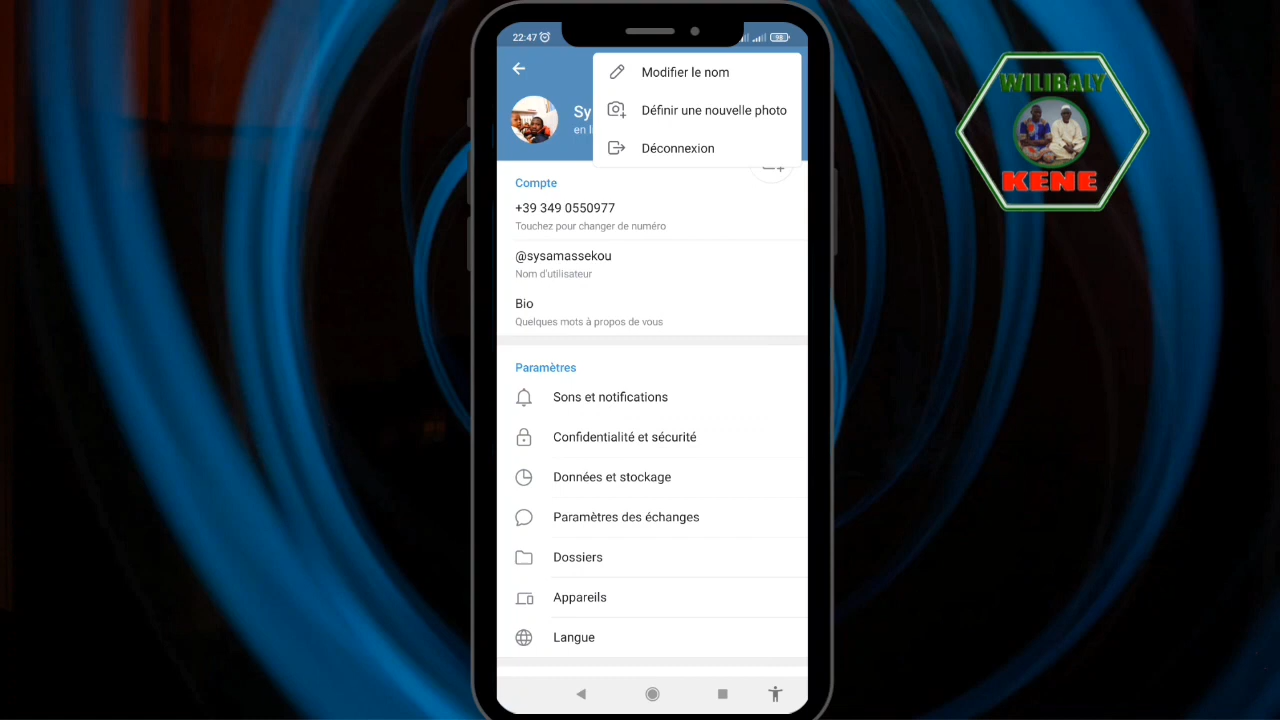 22:47
98
Modifier le nom
Définir une nouvelle photo
Déconnexion
Sy
en li
Compte
+39 349 0550977
Touchez pour changer de numéro
@sysamassekou
Nom d'utilisateur
Bio
Quelques mots à propos de vous
Paramètres
Sons et notifications
Confidentialité et sécurité
Données et stockage
Paramètres des échanges
Dossiers
Appareils
Langue
WILIBALY
KENE